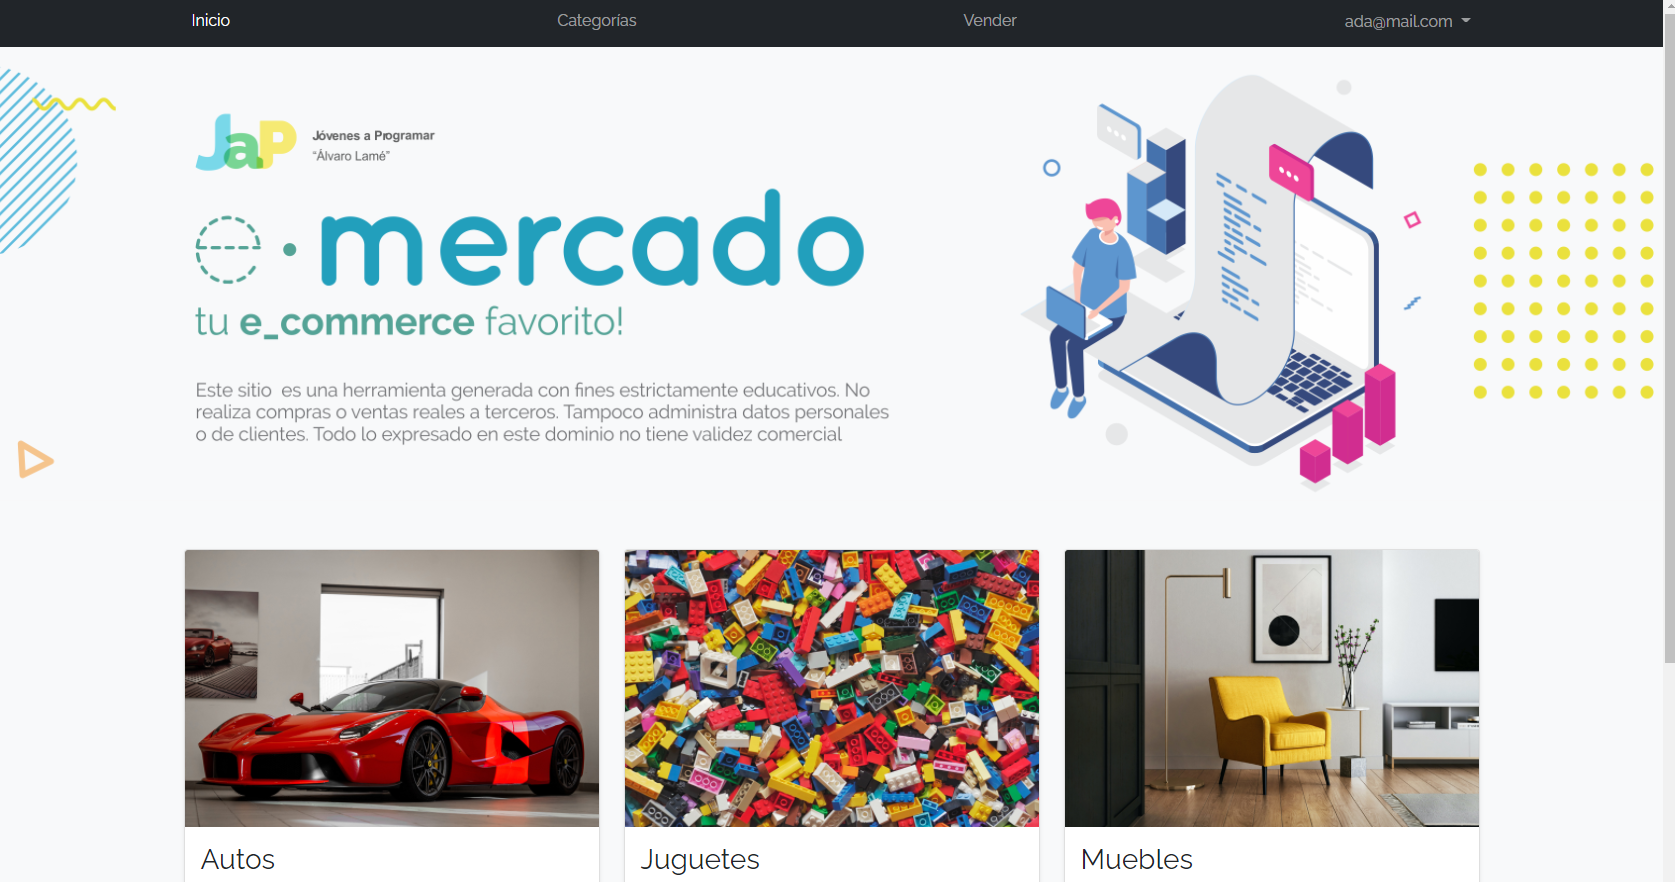 Inicio Categorías Vender ada@mail.com
JaP Jóvenes a Programar
“Álvaro Lamé”
e · mercado
tu e_commerce favorito!
Este sitio es una herramienta generada con fines estrictamente educativos. No
realiza compras o ventas reales a terceros. Tampoco administra datos personales
o de clientes. Todo lo expresado en este dominio no tiene validez comercial
Autos
Juguetes
Muebles